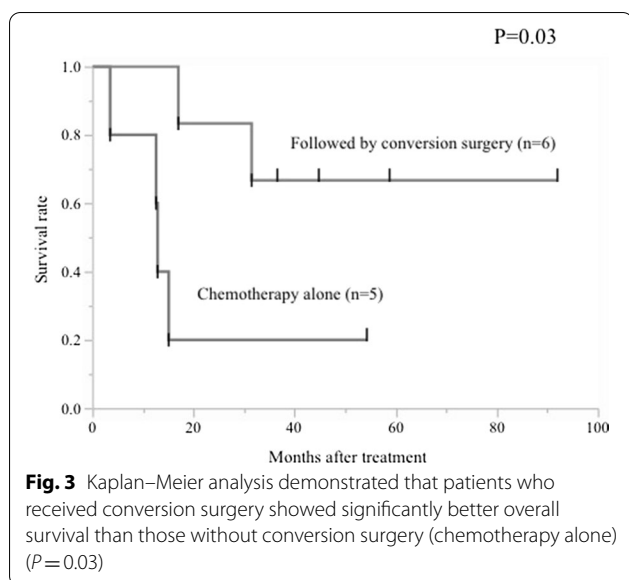 P=0.03
1.0
0.8
0.6
0.4
0.2
0.0
Survival rate
Followed by conversion surgery (n=6)
Chemotherapy alone (n=5)
0 20 40 60 80 100
Months after treatment
Fig. 3 Kaplan–Meier analysis demonstrated that patients who
received conversion surgery showed significantly better overall
survival than those without conversion surgery (chemotherapy alone)
(P = 0.03)